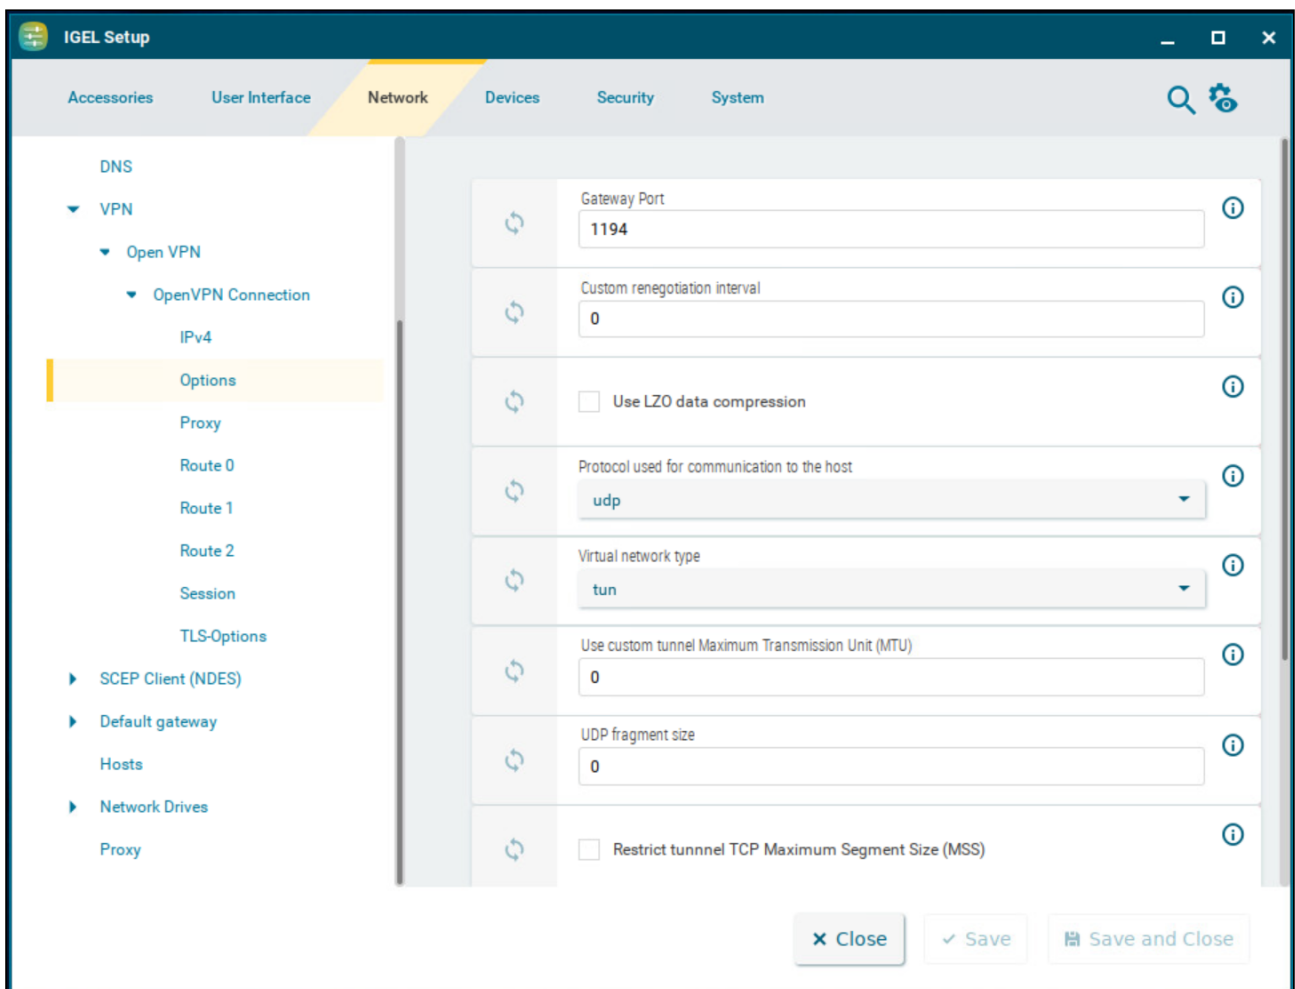 IGEL Setup
Accessories User Interface Network Devices Security System
DNS
VPN
Open VPN
OpenVPN Connection
IPv4
Options
Proxy
Route 0
Route 1
Route 2
Session
TLS-Options
SCEP Client (NDES)
Default gateway
Hosts
Network Drives
Proxy
Gateway Port
1194
Custom renegotiation interval
0
Use LZO data compression
Protocol used for communication to the host
udp
Virtual network type
tun
Use custom tunnel Maximum Transmission Unit (MTU)
0
UDP fragment size
0
Restrict tunnnel TCP Maximum Segment Size (MSS)
Close Save Save and Close